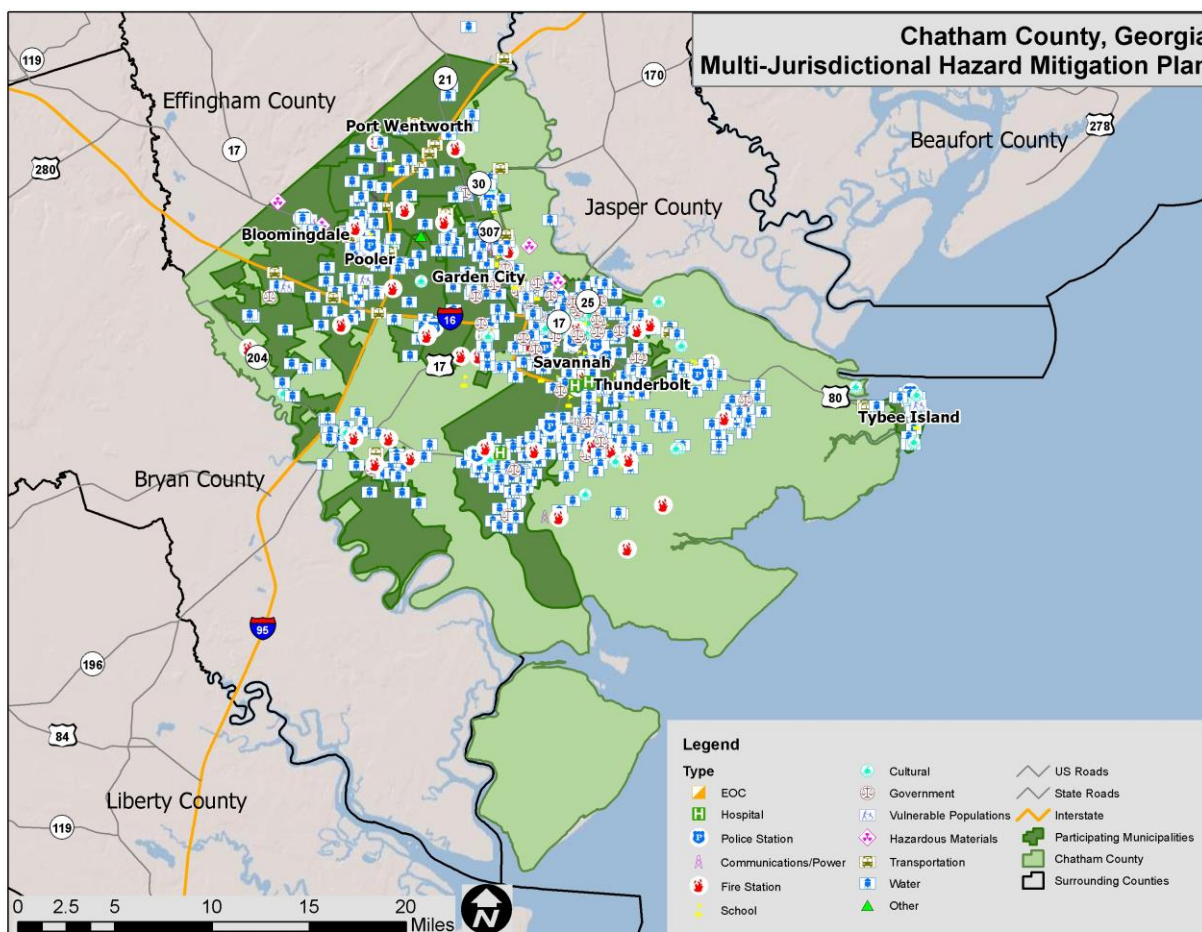 Chatham County, Georgia
Multi-Jurisdictional Hazard Mitigation Plan
119
21
170
Effingham County
Beaufort County
278
Port Wentworth
17
280
30
Jasper County
307
Bloomingdale
Pooler
Garden City
25
16
17
204
17
Savannah
Thunderbolt
80
Tybee Island
Bryan County
95
196
84
Liberty County
119
Legend
Type
EOC
Hospital
Police Station
Communications/Power
Fire Station
School
Cultural
Government
Vulnerable Populations
Hazardous Materials
Transportation
Water
Other
US Roads
State Roads
Interstate
Participating Municipalities
Chatham County
Surrounding Counties
0 2.5 5 10 15 20
Miles
N